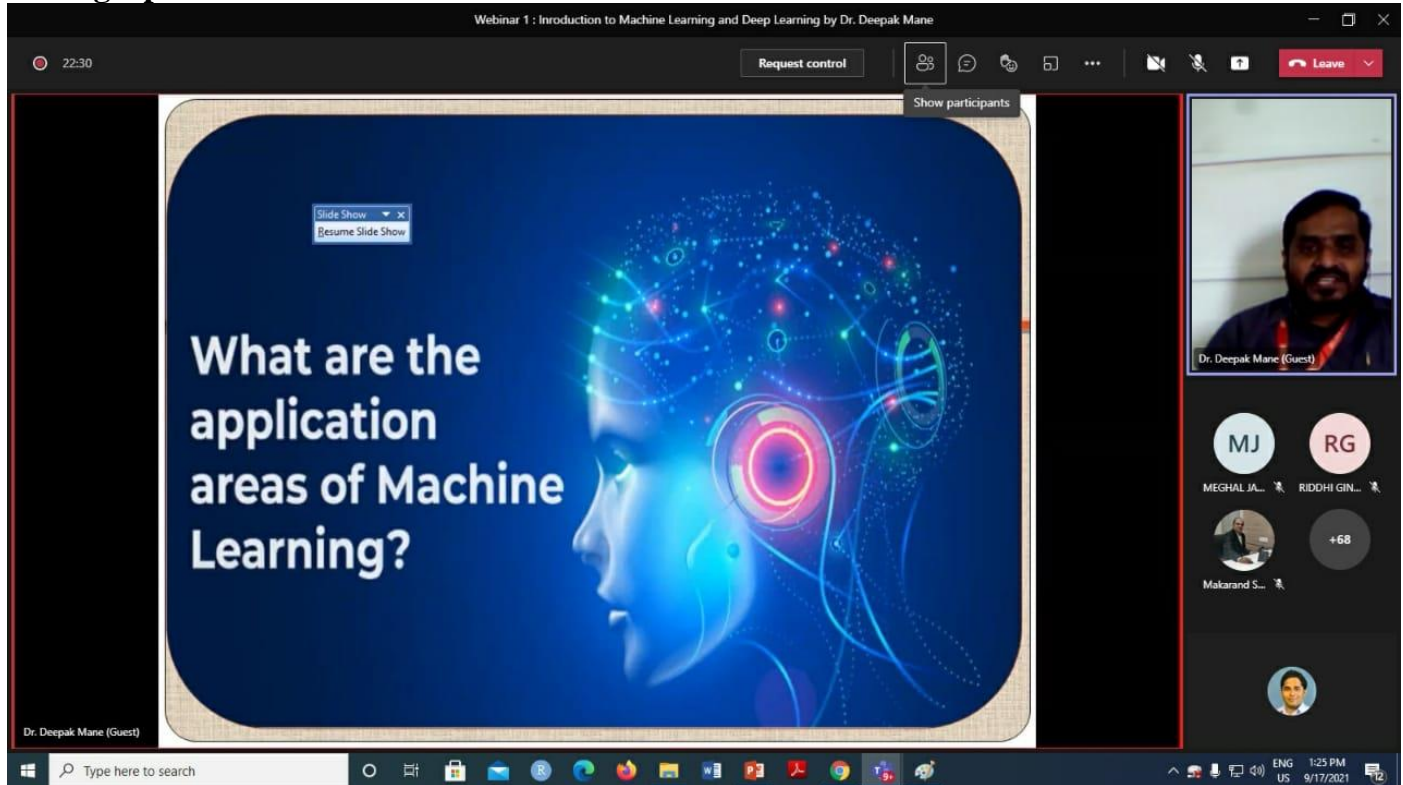 Webinar 1 : Inroduction to Machine Learning and Deep Learning by Dr. Deepak Mane
22:30
Request control
Leave
Show participants
Slide Show
Resume Slide Show
What are the
application
areas of Machine
Learning?
Dr. Deepak Mane (Guest)
MJ
RG
MEGHAL JA...
RIDDHI GIN...
+68
Makarand S...
Dr. Deepak Mane (Guest)
Type here to search
ENG
US
1:25 PM
9/17/2021
12